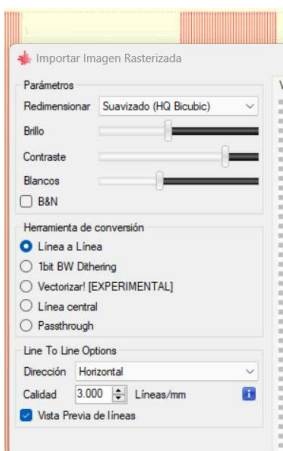 Importar Imagen Rasterizada
Parámetros
Redimensionar Suavizado (HQ Bicubic)
Brillo
Contraste
Blancos
B&N
Herramienta de conversión
Línea a Línea
1bit BW Dithering
Vectorizar! [EXPERIMENTAL]
Línea central
Passthrough
Line To Line Options
Dirección Horizontal
Calidad 3.000 Líneas/mm
Vista Previa de líneas